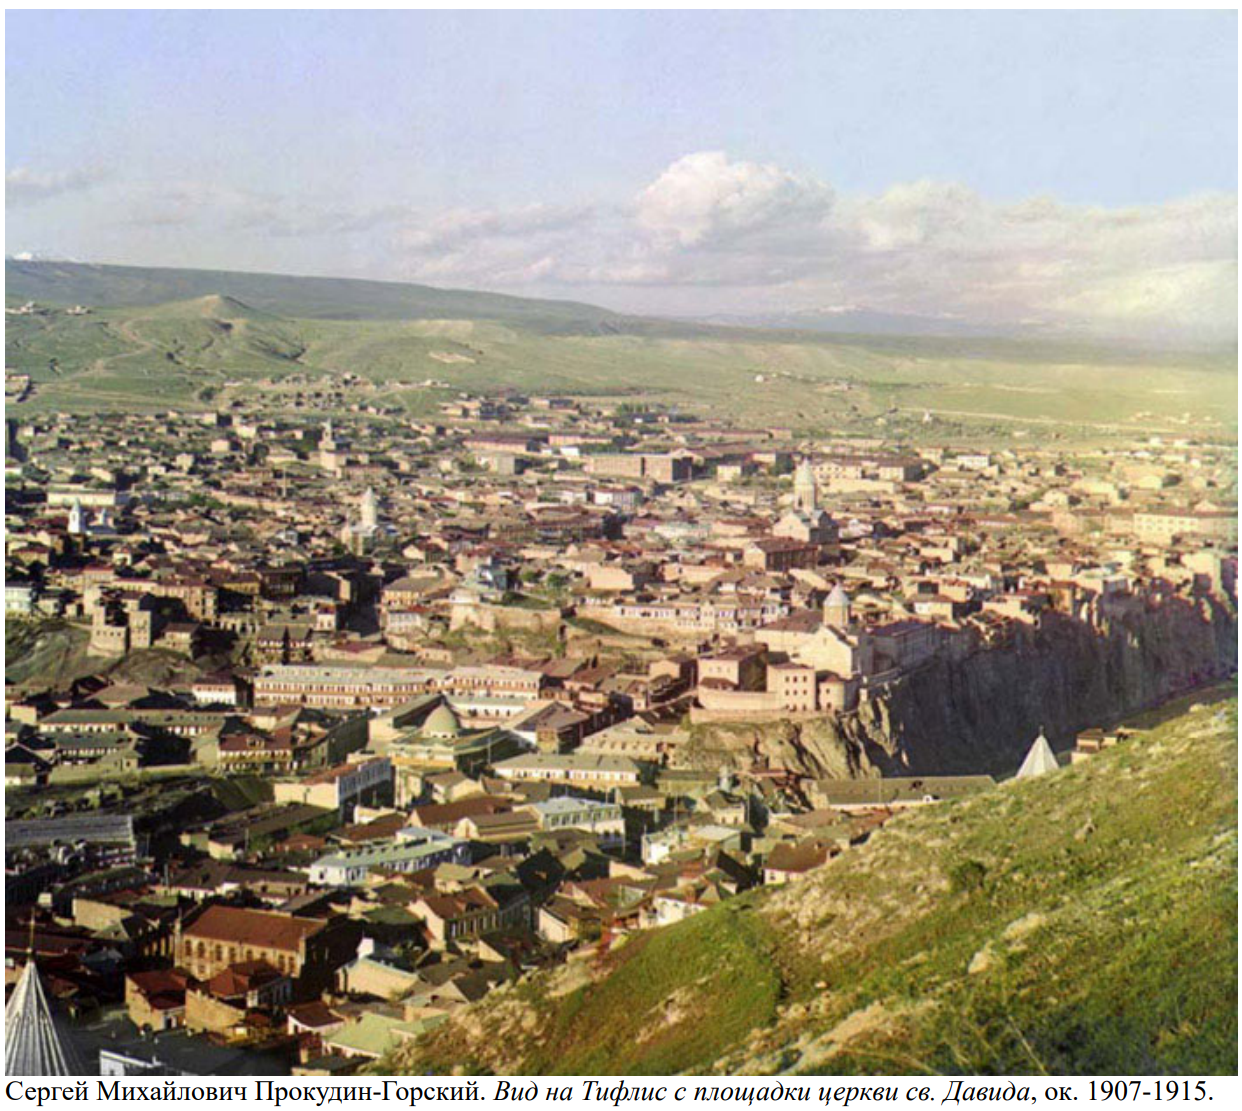 Сергей Михайлович Прокудин-Горский. Вид на Тифлис с площадки церкви св. Давида, ок. 1907-1915.